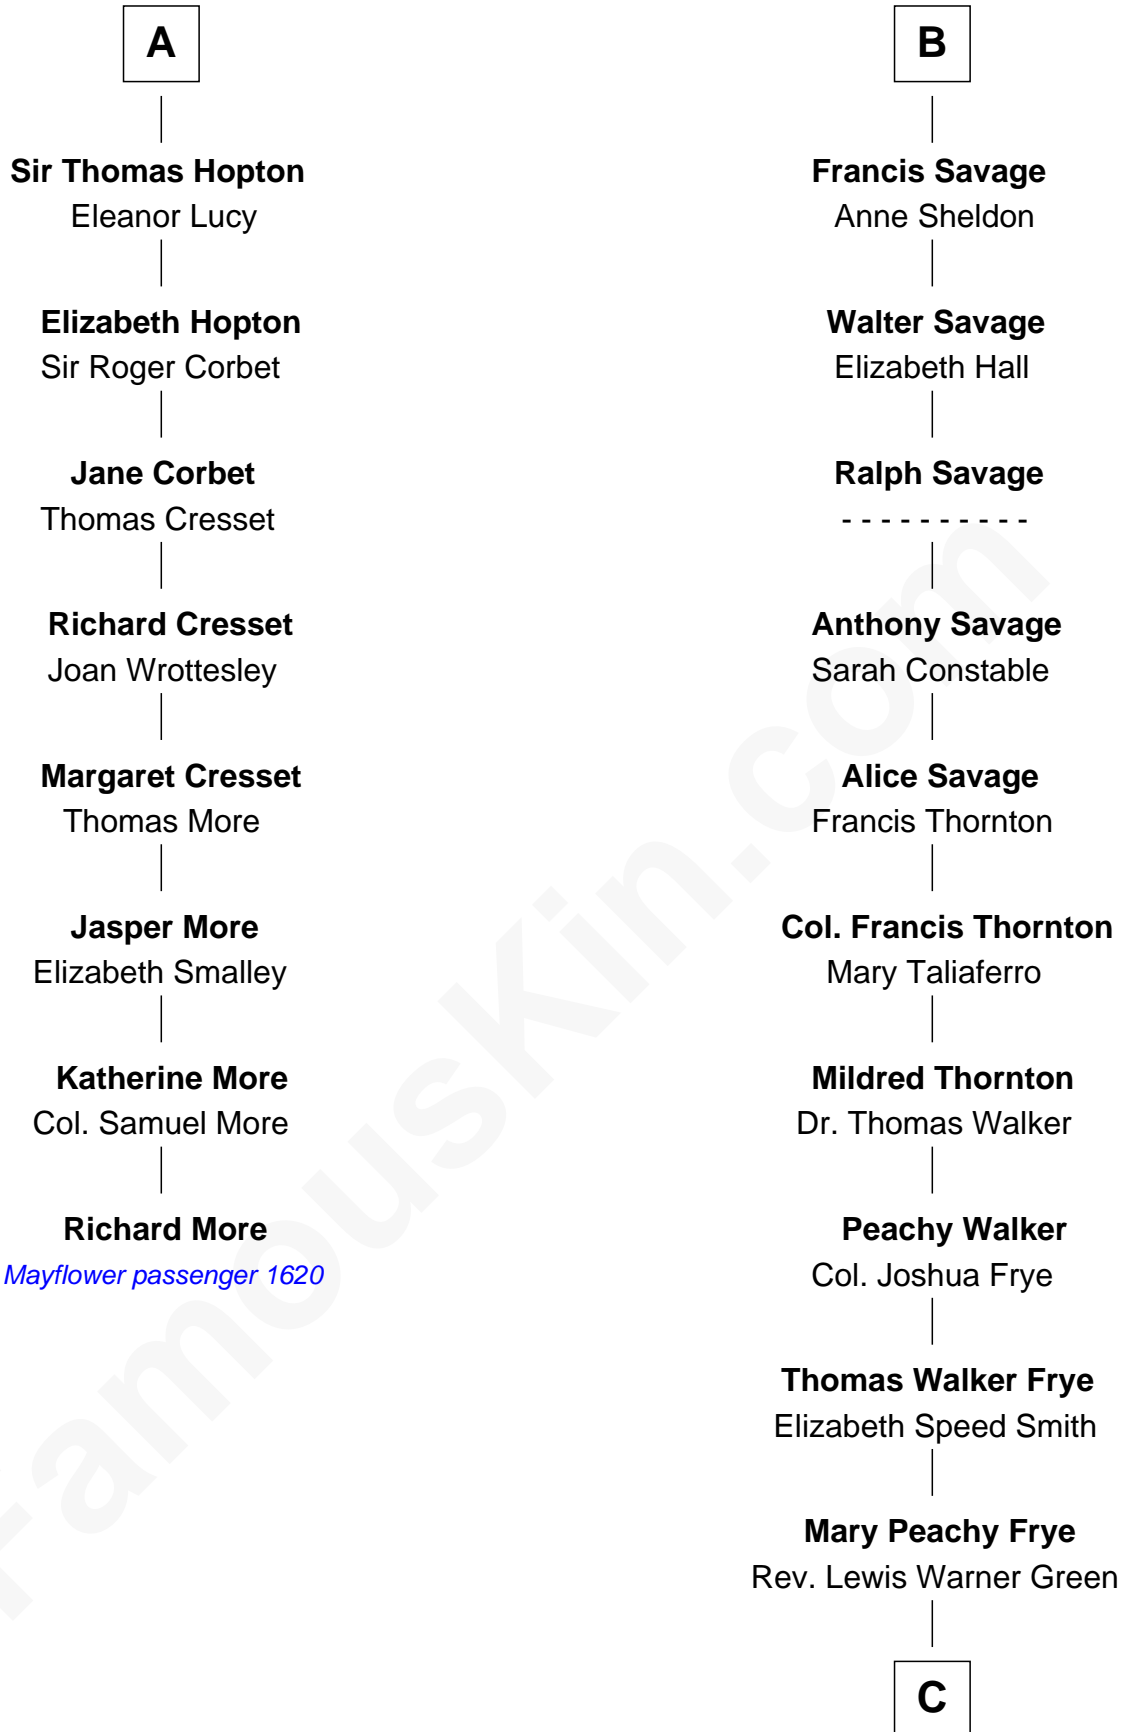 A
Sir Thomas Hopton
Eleanor Lucy
Elizabeth Hopton
Sir Roger Corbet
Jane Corbet
Thomas Cresset
Richard Cresset
Joan Wrottesley
Margaret Cresset
Thomas More
Jasper More
Elizabeth Smalley
Katherine More
Col. Samuel More
Richard More
Mayflower passenger 1620
B
Francis Savage
Anne Sheldon
Walter Savage
Elizabeth Hall
Ralph Savage
- - - - - - - - - -
Anthony Savage
Sarah Constable
Alice Savage
Francis Thornton
Col. Francis Thornton
Mary Taliaferro
Mildred Thornton
Dr. Thomas Walker
Peachy Walker
Col. Joshua Frye
Thomas Walker Frye
Elizabeth Speed Smith
Mary Peachy Frye
Rev. Lewis Warner Green
C
FamousKin.com